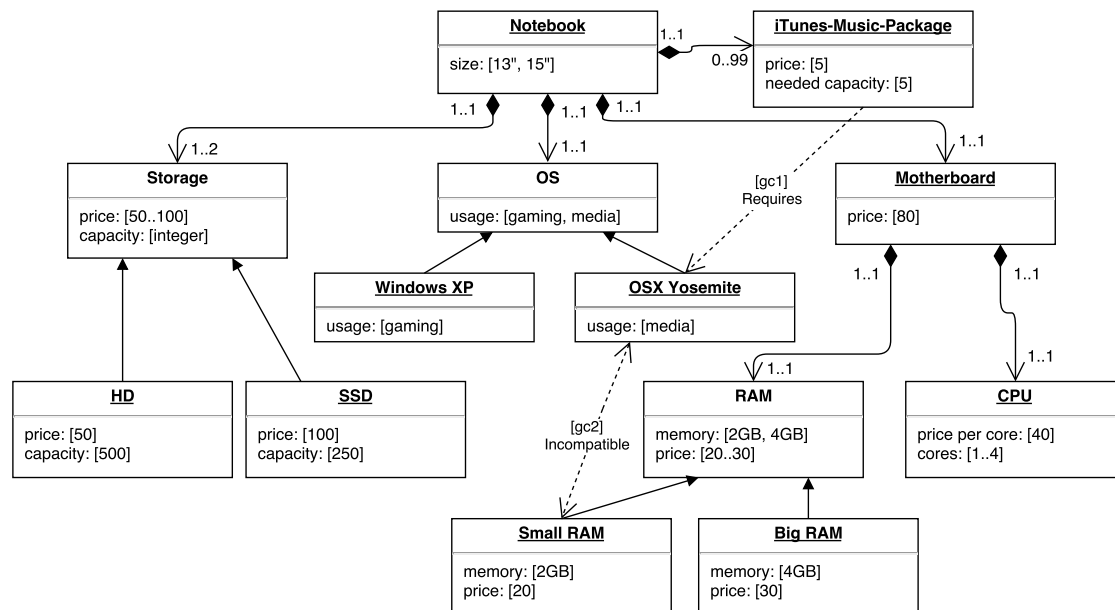 Notebook
size: [13", 15"]
1..1
0..99
iTunes-Music-Package
price: [5]
needed capacity: [5]
1..1
1..1
1..1
1..2
1..1
1..1
Storage
price: [50..100]
capacity: [integer]
OS
usage: [gaming, media]
[gc1]
Requires
Motherboard
price: [80]
1..1
1..1
Windows XP
usage: [gaming]
OSX Yosemite
usage: [media]
1..1
1..1
HD
price: [50]
capacity: [500]
SSD
price: [100]
capacity: [250]
[gc2]
Incompatible
RAM
memory: [2GB, 4GB]
price: [20..30]
CPU
price per core: [40]
cores: [1..4]
Small RAM
memory: [2GB]
price: [20]
Big RAM
memory: [4GB]
price: [30]